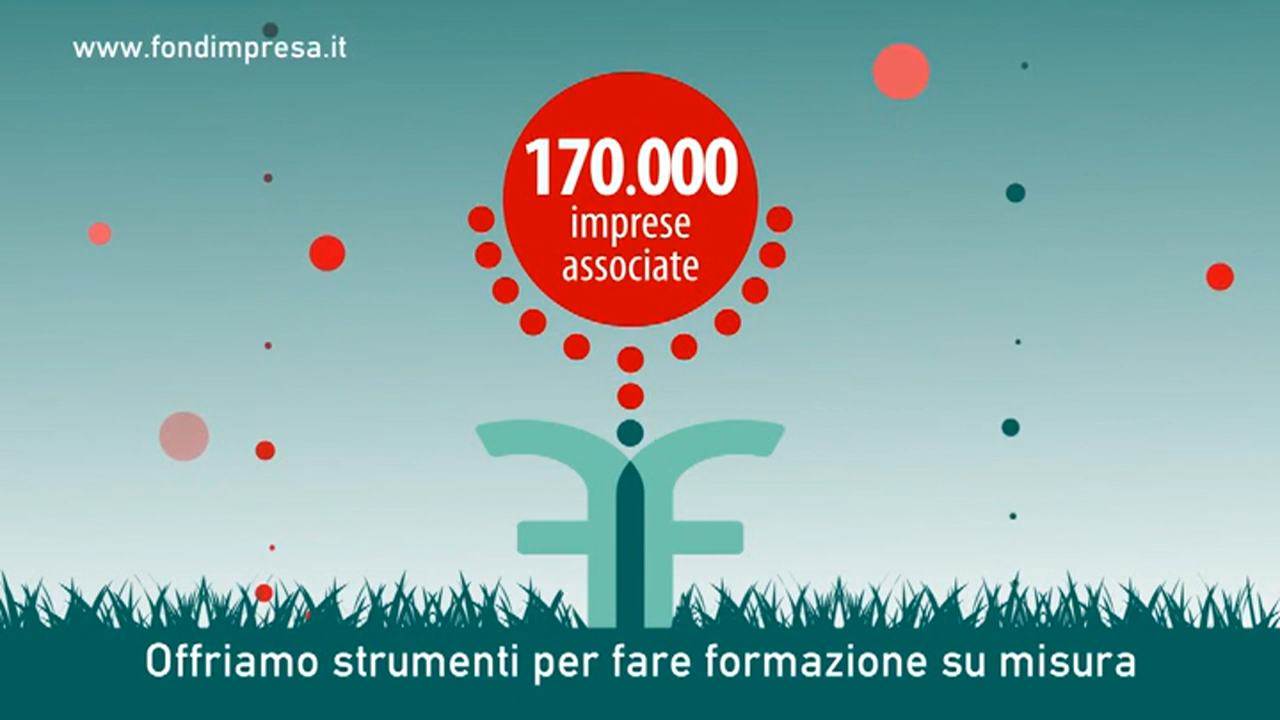 www.fondimpresa.it
170.000
imprese
associate
Offriamo strumenti per fare formazione su misura